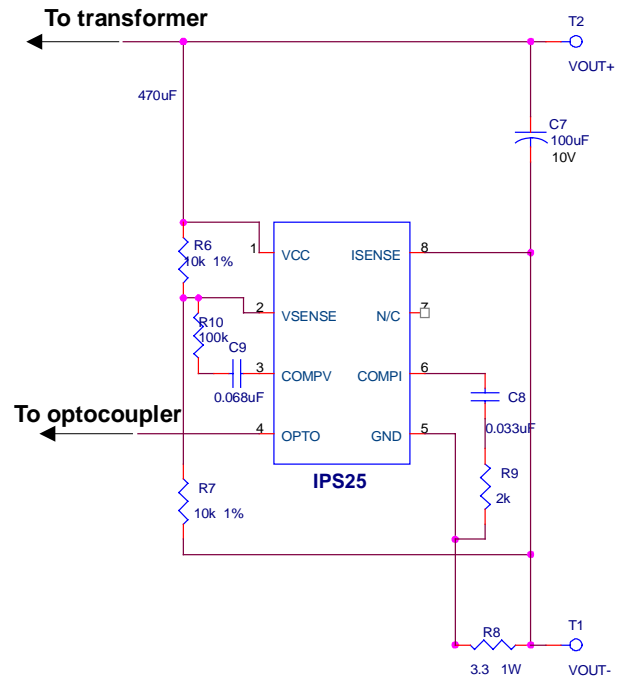 To transformer
T2
VOUT+
470uF
C7
100uF
10V
R6
10k 1%
1
VCC
ISENSE
8
2
VSENSE
N/C
7
R10
100k
C9
3
COMPV
COMPI
6
0.068uF
C8
0.033uF
To optocoupler
4
OPTO
GND
5
IPS25
R9
2k
R7
10k 1%
R8
3.3 1W
T1
VOUT-